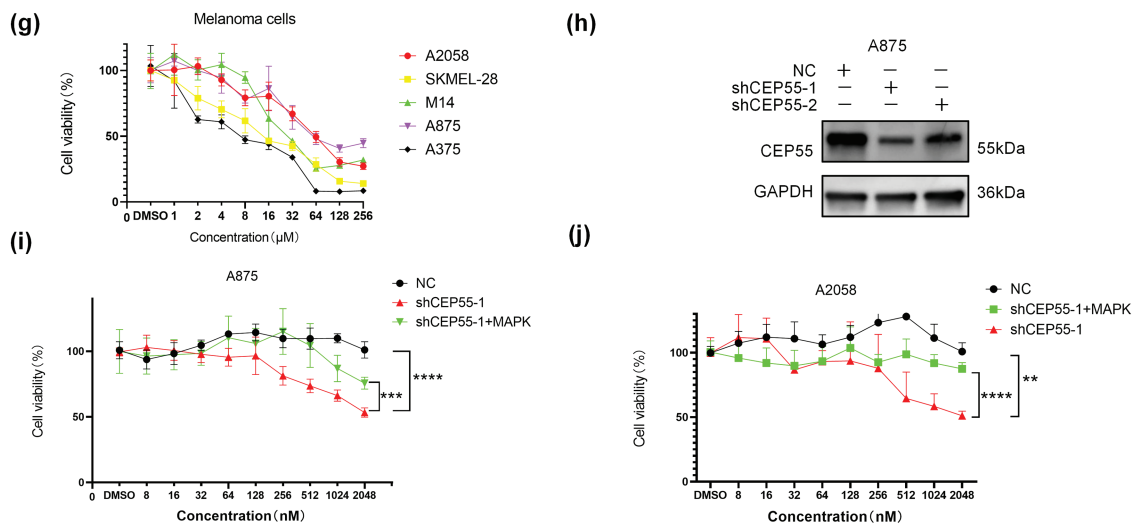 (g)
Melanoma cells
Cell viability (%)
100
50
0
0 DMSO 1 2 4 8 16 32 64 128 256
Concentration(μM)
A2058
SKMEL-28
M14
A875
A375
(h)
A875
NC + — —
shCEP55-1 — + —
shCEP55-2 — — +
CEP55 55kDa
GAPDH 36kDa
(i)
A875
Cell viability (%)
100
50
0
0 DMSO 8 16 32 64 128 256 512 1024 2048
Concentration(nM)
NC
shCEP55-1
shCEP55-1+MAPK
***
****
(j)
A2058
Cell viability (%)
100
50
0
DMSO 8 16 32 64 128 256 512 1024 2048
Concentration(nM)
NC
shCEP55-1+MAPK
shCEP55-1
****
**